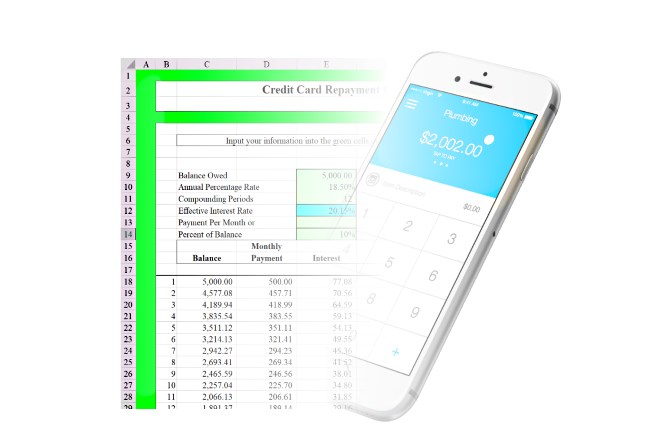 A B C D E
1
2 Credit Card Repayment
3
4
5
6 Input your information into the green cells
7
8
9 Balance Owed 5,000.00
10 Annual Percentage Rate 18.50%
11 Compounding Periods 12
12 Effective Interest Rate
13 Payment Per Month or
14 Percent of Balance 10%
15 Monthly
16 Balance Payment Interest
17
18 1 5,000.00 500.00 77.08
19 2 4,577.08 457.71 70.56
20 3 4,189.94 418.99 64.59
21 4 3,835.54 383.55 59.13
22 5 3,511.12 351.11 54.13
23 6 3,214.13 321.41 49.55
24 7 2,942.27 294.23 45.36
25 8 2,693.41 269.34 41.52
26 9 2,465.59 246.56 38.01
27 10 2,257.04 225.70 34.80
28 11 2,066.13 206.61 31.85
29 12 1,891.37 189.14
Plumbing
$2,002.00
$0.00
1 2 3
5 6
8 9
+